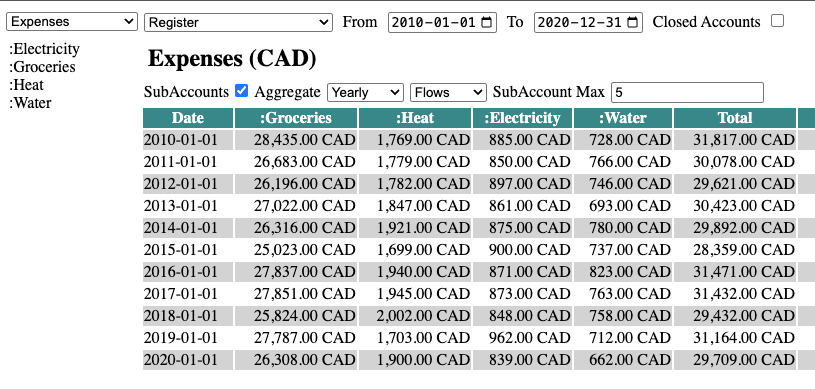 Expenses Register From 2010-01-01 To 2020-12-31 Closed Accounts
:Electricity
:Groceries
:Heat
:Water
Expenses (CAD)
SubAccounts Aggregate Yearly Flows SubAccount Max 5
Date :Groceries :Heat :Electricity :Water Total
2010-01-01 28,435.00 CAD 1,769.00 CAD 885.00 CAD 728.00 CAD 31,817.00 CAD
2011-01-01 26,683.00 CAD 1,779.00 CAD 850.00 CAD 766.00 CAD 30,078.00 CAD
2012-01-01 26,196.00 CAD 1,782.00 CAD 897.00 CAD 746.00 CAD 29,621.00 CAD
2013-01-01 27,022.00 CAD 1,847.00 CAD 861.00 CAD 693.00 CAD 30,423.00 CAD
2014-01-01 26,316.00 CAD 1,921.00 CAD 875.00 CAD 780.00 CAD 29,892.00 CAD
2015-01-01 25,023.00 CAD 1,699.00 CAD 900.00 CAD 737.00 CAD 28,359.00 CAD
2016-01-01 27,837.00 CAD 1,940.00 CAD 871.00 CAD 823.00 CAD 31,471.00 CAD
2017-01-01 27,851.00 CAD 1,945.00 CAD 873.00 CAD 763.00 CAD 31,432.00 CAD
2018-01-01 25,824.00 CAD 2,002.00 CAD 848.00 CAD 758.00 CAD 29,432.00 CAD
2019-01-01 27,787.00 CAD 1,703.00 CAD 962.00 CAD 712.00 CAD 31,164.00 CAD
2020-01-01 26,308.00 CAD 1,900.00 CAD 839.00 CAD 662.00 CAD 29,709.00 CAD